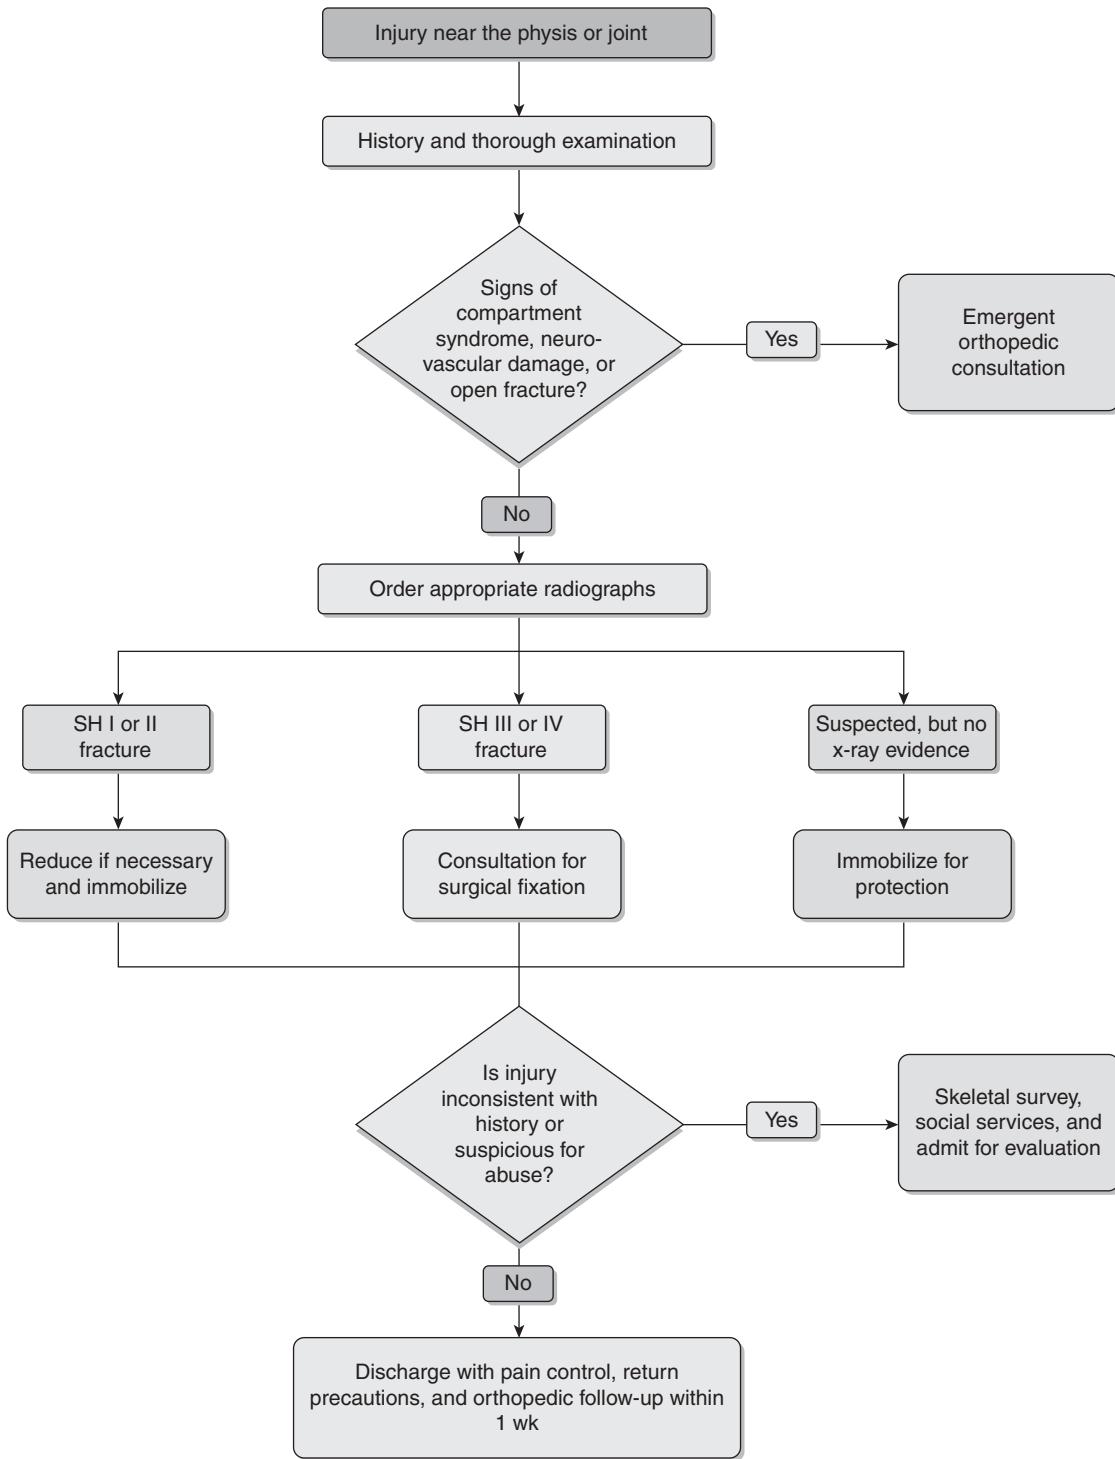 Injury near the physis or joint
History and thorough examination
Signs of
compartment
syndrome, neuro-
vascular damage, or
open fracture?
Yes
Emergent
orthopedic
consultation
No
Order appropriate radiographs
SH I or II
fracture
SH III or IV
fracture
Suspected, but no
x-ray evidence
Reduce if necessary
and immobilize
Consultation for
surgical fixation
Immobilize for
protection
Is injury
inconsistent with
history or
suspicious for
abuse?
Yes
Skeletal survey,
social services, and
admit for evaluation
No
Discharge with pain control, return
precautions, and orthopedic follow-up within
1 wk